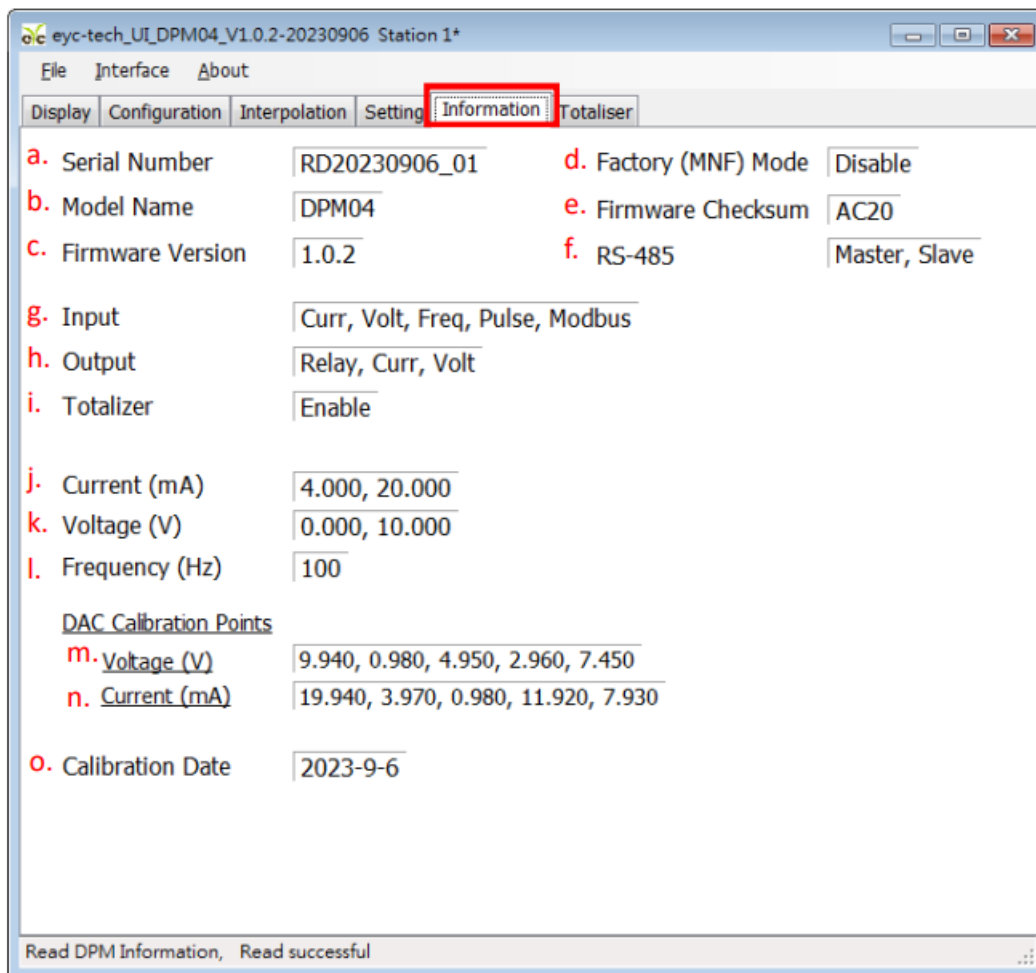 eyc-tech_UI_DPM04_V1.0.2-20230906 Station 1*
File Interface About
Display Configuration Interpolation Setting Information Totaliser
a. Serial Number RD20230906_01 d. Factory (MNF) Mode Disable
b. Model Name DPM04 e. Firmware Checksum AC20
c. Firmware Version 1.0.2 f. RS-485 Master, Slave
g. Input Curr, Volt, Freq, Pulse, Modbus
h. Output Relay, Curr, Volt
i. Totalizer Enable
j. Current (mA) 4.000, 20.000
k. Voltage (V) 0.000, 10.000
l. Frequency (Hz) 100
DAC Calibration Points
m. Voltage (V) 9.940, 0.980, 4.950, 2.960, 7.450
n. Current (mA) 19.940, 3.970, 0.980, 11.920, 7.930
o. Calibration Date 2023-9-6
Read DPM Information, Read successful